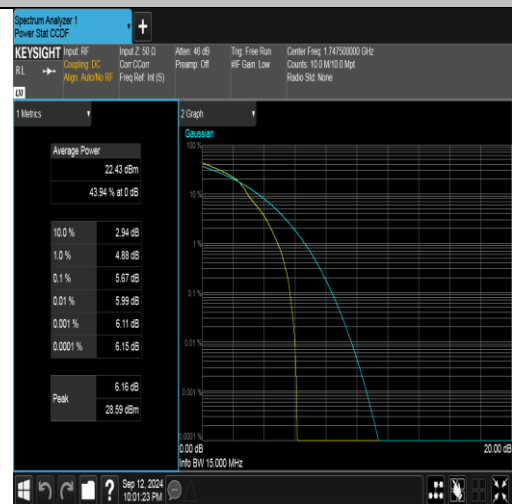 Spectrum Analyzer 1
Power Stat CCDF
+
KEYSIGHT
RL
LXI
Input: RF
Coupling: DC
Align: Auto/No RF
Input Z: 50 Ω
Corr CCorr
Freq Ref: Int (S)
Atten: 46 dB
Preamp: Off
Trig: Free Run
#IF Gain: Low
Center Freq: 1.747500000 GHz
Counts: 10.0 M/10.0 Mpt
Radio Std: None
1 Metrics
Average Power
22.43 dBm
43.94 % at 0 dB
10.0 % 2.94 dB
1.0 % 4.88 dB
0.1 % 5.67 dB
0.01 % 5.99 dB
0.001 % 6.11 dB
0.0001 % 6.15 dB
Peak
6.16 dB
28.59 dBm
2 Graph
Gaussian
100 %
10 %
1 %
0.1 %
0.01 %
0.001 %
0.0001 %
0.00 dB
20.00 dB
Info BW 15.000 MHz
?
Sep 12, 2024
10:01:23 PM